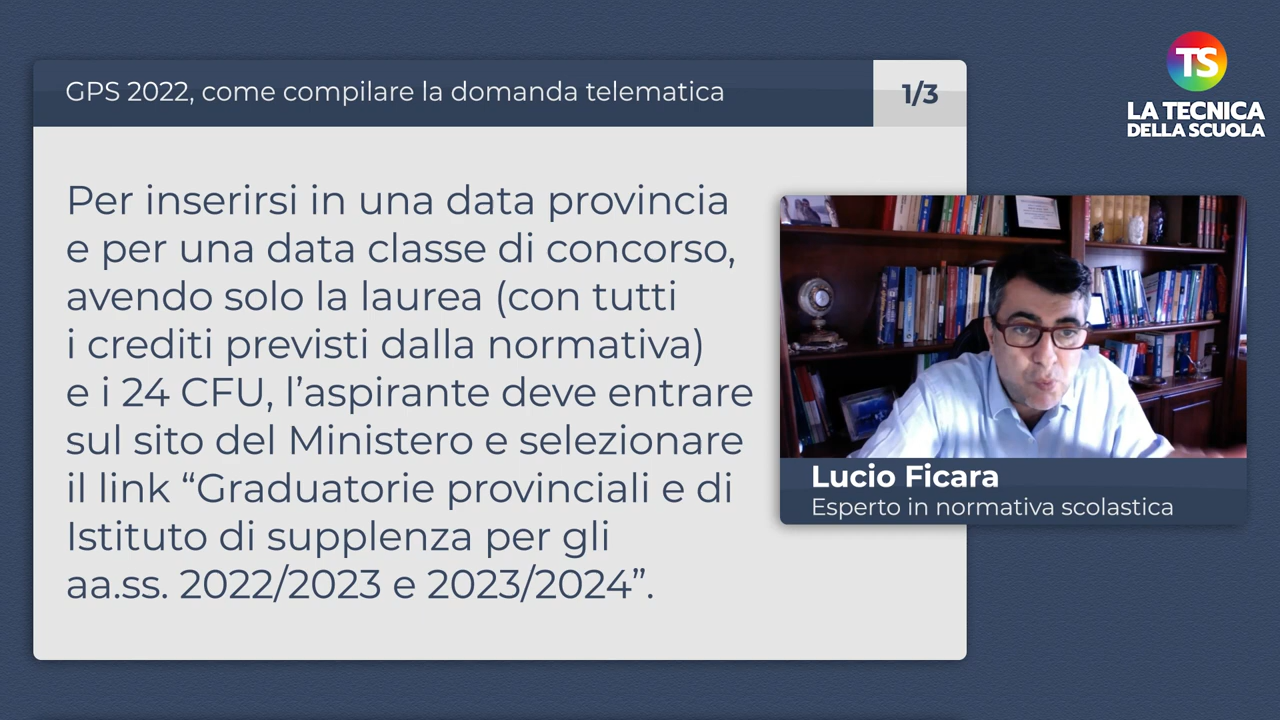 GPS 2022, come compilare la domanda telematica
1/3
TS
LA TECNICA
DELLA SCUOLA
Per inserirsi in una data provincia
e per una data classe di concorso,
avendo solo la laurea (con tutti
i crediti previsti dalla normativa)
e i 24 CFU, l’aspirante deve entrare
sul sito del Ministero e selezionare
il link “Graduatorie provinciali e di
Istituto di supplenza per gli
aa.ss. 2022/2023 e 2023/2024”.
Lucio Ficara
Esperto in normativa scolastica